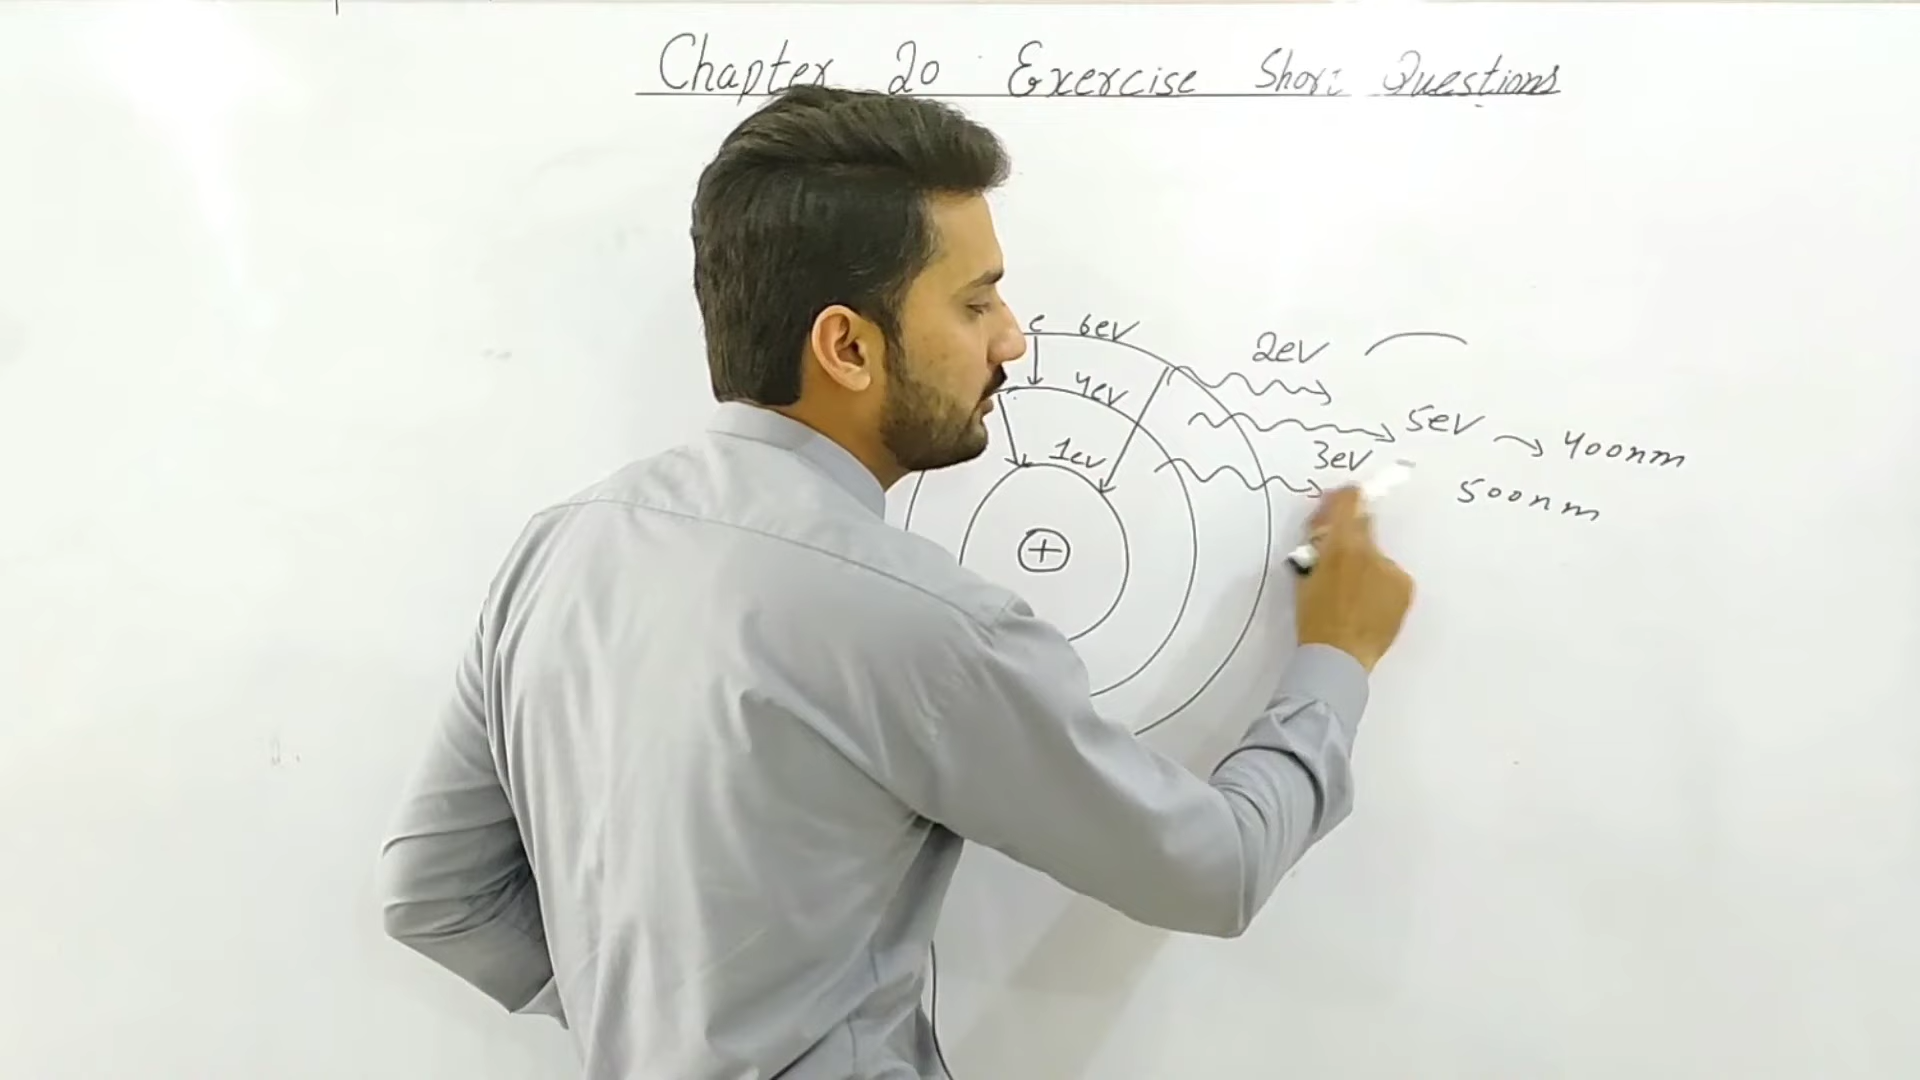 Chapter 20 Exercise Short Questions
e 6ev
2ev
4ev
5ev → 400nm
1ev
3ev
500nm
+